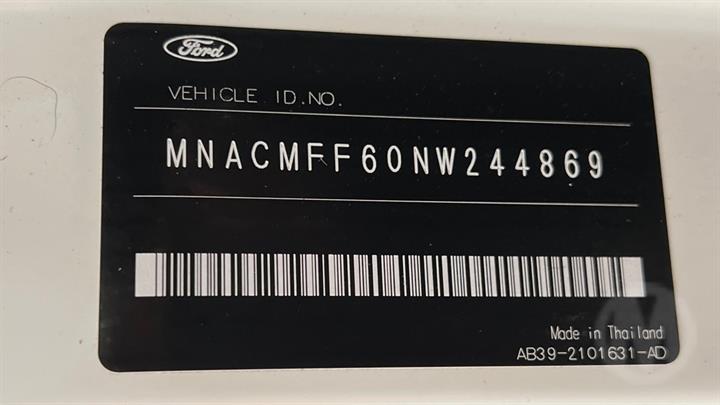 Ford
VEHICLE ID.NO.
MNACMFF60NW244869
Made in Thailand
AB39-2101631-AD